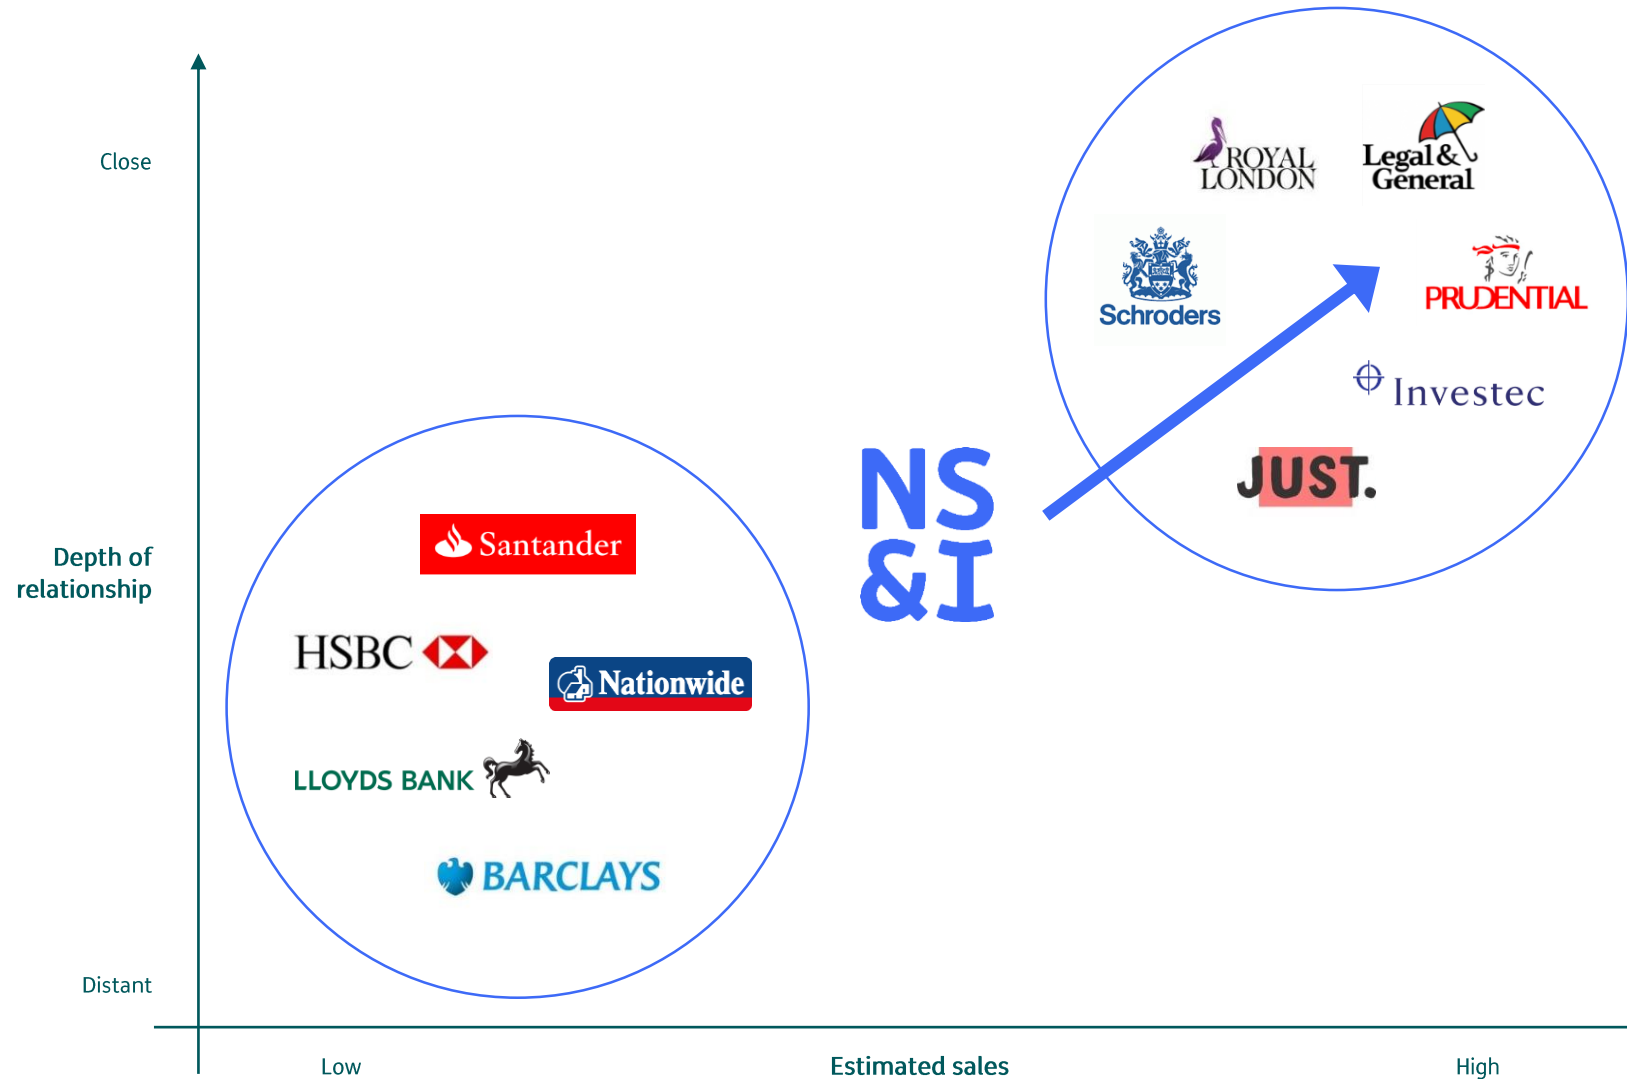 Close
ROYAL
LONDON
Legal &
General
Schroders
PRUDENTIAL
Investec
JUST.
NS
&I
Depth of
relationship
Santander
HSBC
Nationwide
LLOYDS BANK
BARCLAYS
Distant
Low
Estimated sales
High